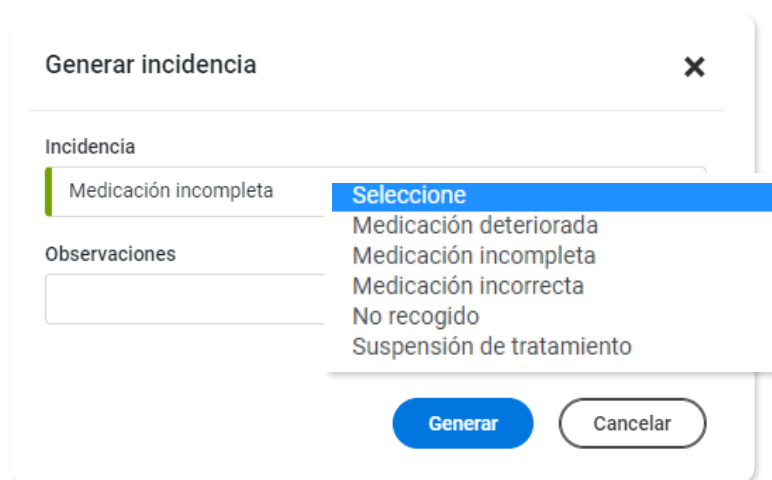 Generar incidencia
Incidencia
Medicación incompleta
Seleccione
Medicación deteriorada
Medicación incompleta
Medicación incorrecta
No recogido
Suspensión de tratamiento
Observaciones
Generar
Cancelar